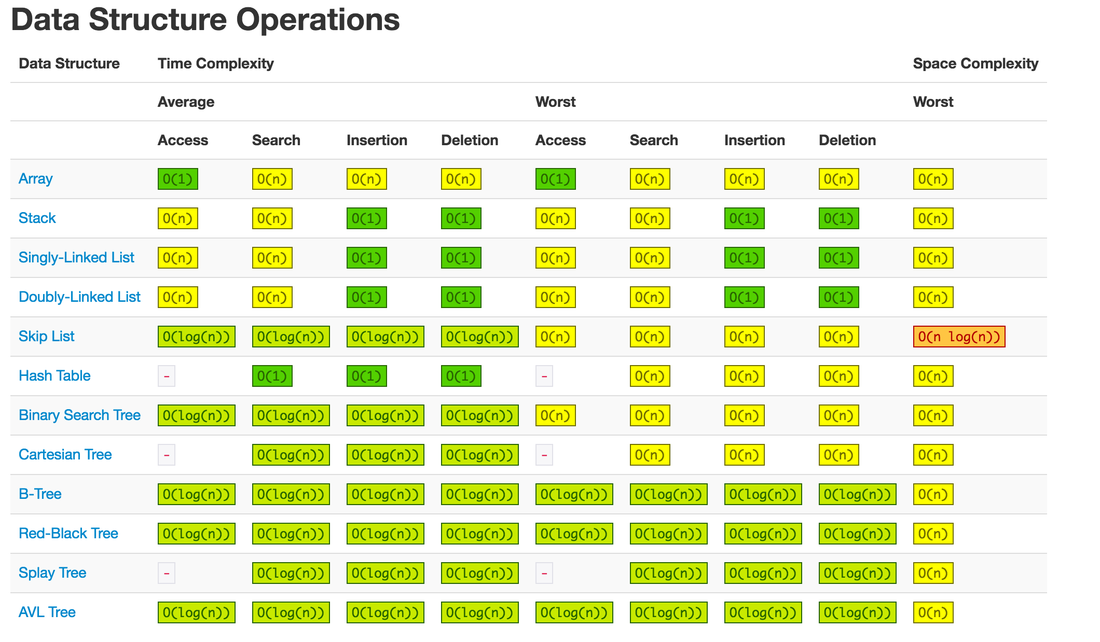 Data Structure Operations
Data Structure Time Complexity Space Complexity
Average Worst Worst
Access Search Insertion Deletion Access Search Insertion Deletion
Array O(1) O(n) O(n) O(n) O(1) O(n) O(n) O(n) O(n)
Stack O(n) O(n) O(1) O(1) O(n) O(n) O(1) O(1) O(n)
Singly-Linked List O(n) O(n) O(1) O(1) O(n) O(n) O(1) O(1) O(n)
Doubly-Linked List O(n) O(n) O(1) O(1) O(n) O(n) O(1) O(1) O(n)
Skip List O(log(n)) O(log(n)) O(log(n)) O(log(n)) O(n) O(n) O(n) O(n) O(n log(n))
Hash Table - O(1) O(1) O(1) - O(n) O(n) O(n) O(n)
Binary Search Tree O(log(n)) O(log(n)) O(log(n)) O(log(n)) O(n) O(n) O(n) O(n) O(n)
Cartesian Tree - O(log(n)) O(log(n)) O(log(n)) - O(n) O(n) O(n) O(n)
B-Tree O(log(n)) O(log(n)) O(log(n)) O(log(n)) O(log(n)) O(log(n)) O(log(n)) O(log(n)) O(n)
Red-Black Tree O(log(n)) O(log(n)) O(log(n)) O(log(n)) O(log(n)) O(log(n)) O(log(n)) O(log(n)) O(n)
Splay Tree - O(log(n)) O(log(n)) O(log(n)) - O(log(n)) O(log(n)) O(log(n)) O(n)
AVL Tree O(log(n)) O(log(n)) O(log(n)) O(log(n)) O(log(n)) O(log(n)) O(log(n)) O(log(n)) O(n)